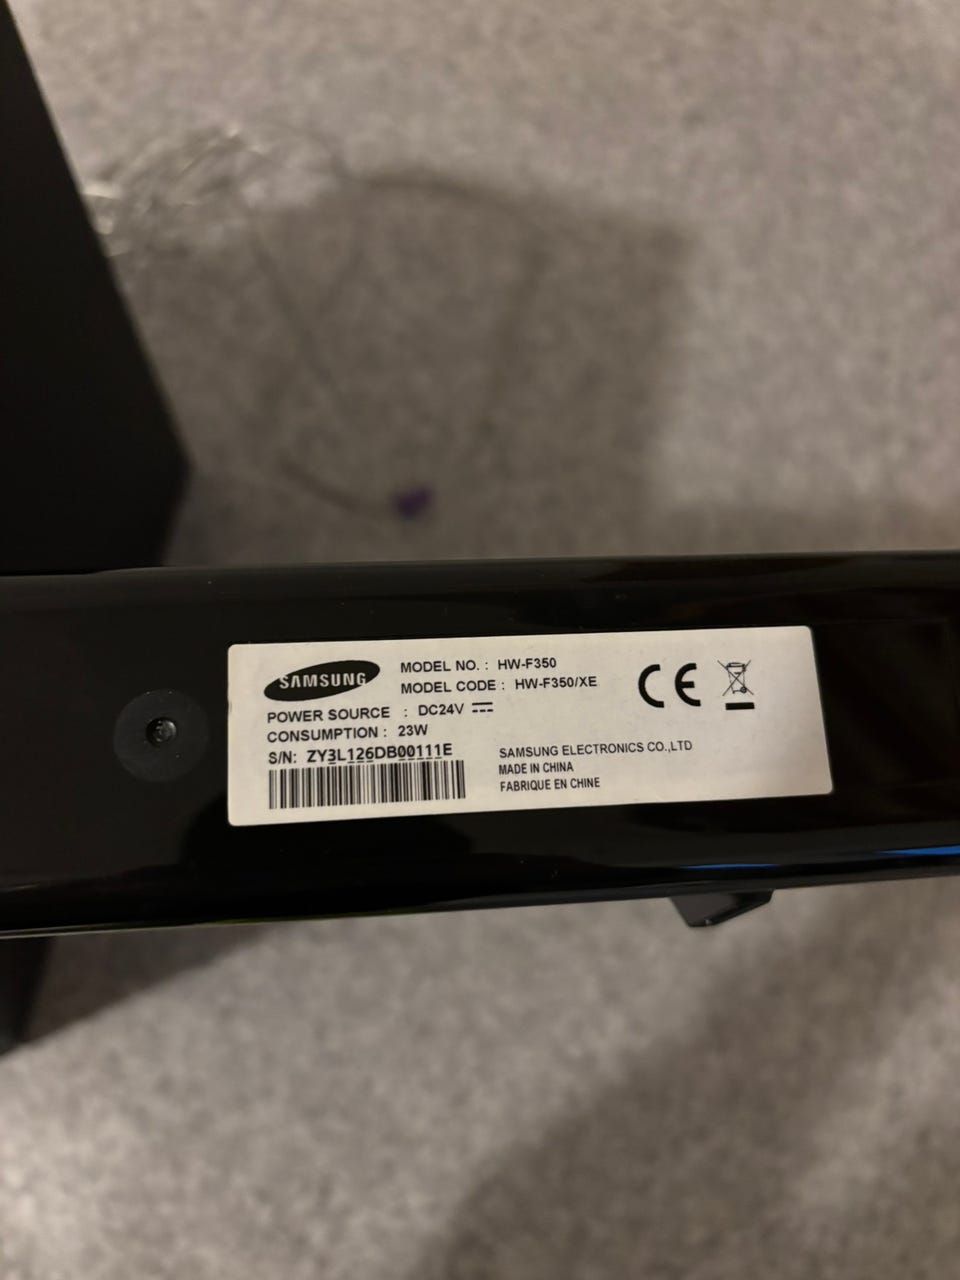 SAMSUNG
MODEL NO. : HW-F350
MODEL CODE : HW-F350/XE
POWER SOURCE : DC24V
CONSUMPTION : 23W
S/N: ZY3L126DB00111E
CE
SAMSUNG ELECTRONICS CO.,LTD
MADE IN CHINA
FABRIQUE EN CHINE